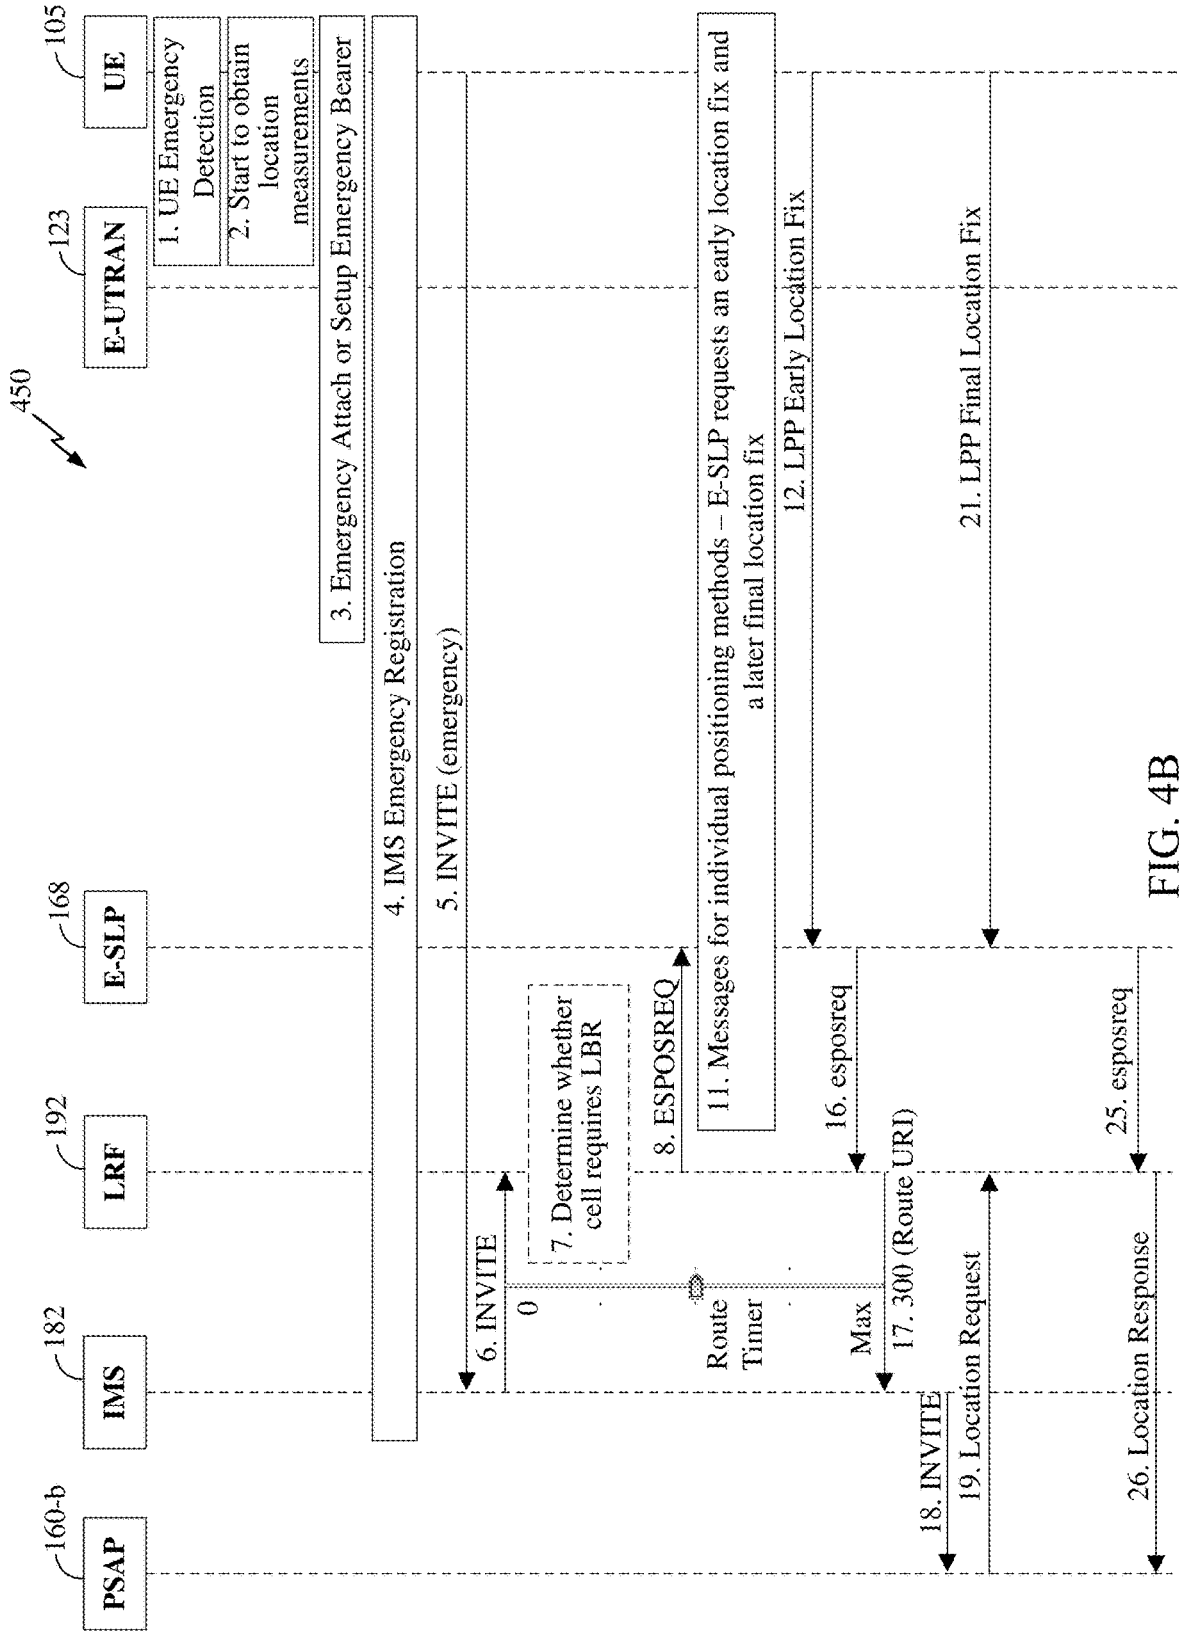 450
160-b
182
192
168
123
105
PSAP
IMS
LRF
E-SLP
E-UTRAN
UE
1. UE Emergency
Detection
2. Start to obtain
location
measurements
3. Emergency Attach or Setup Emergency Bearer
4. IMS Emergency Registration
5. INVITE (emergency)
6. INVITE
0
7. Determine whether
cell requires LBR
8. ESPOSREQ
Route
Timer
11. Messages for individual positioning methods – E-SLP requests an early location fix and
a later final location fix
12. LPP Early Location Fix
16. esposreq
Max
17. 300 (Route URI)
18. INVITE
19. Location Request
21. LPP Final Location Fix
25. esposreq
26. Location Response
FIG. 4B